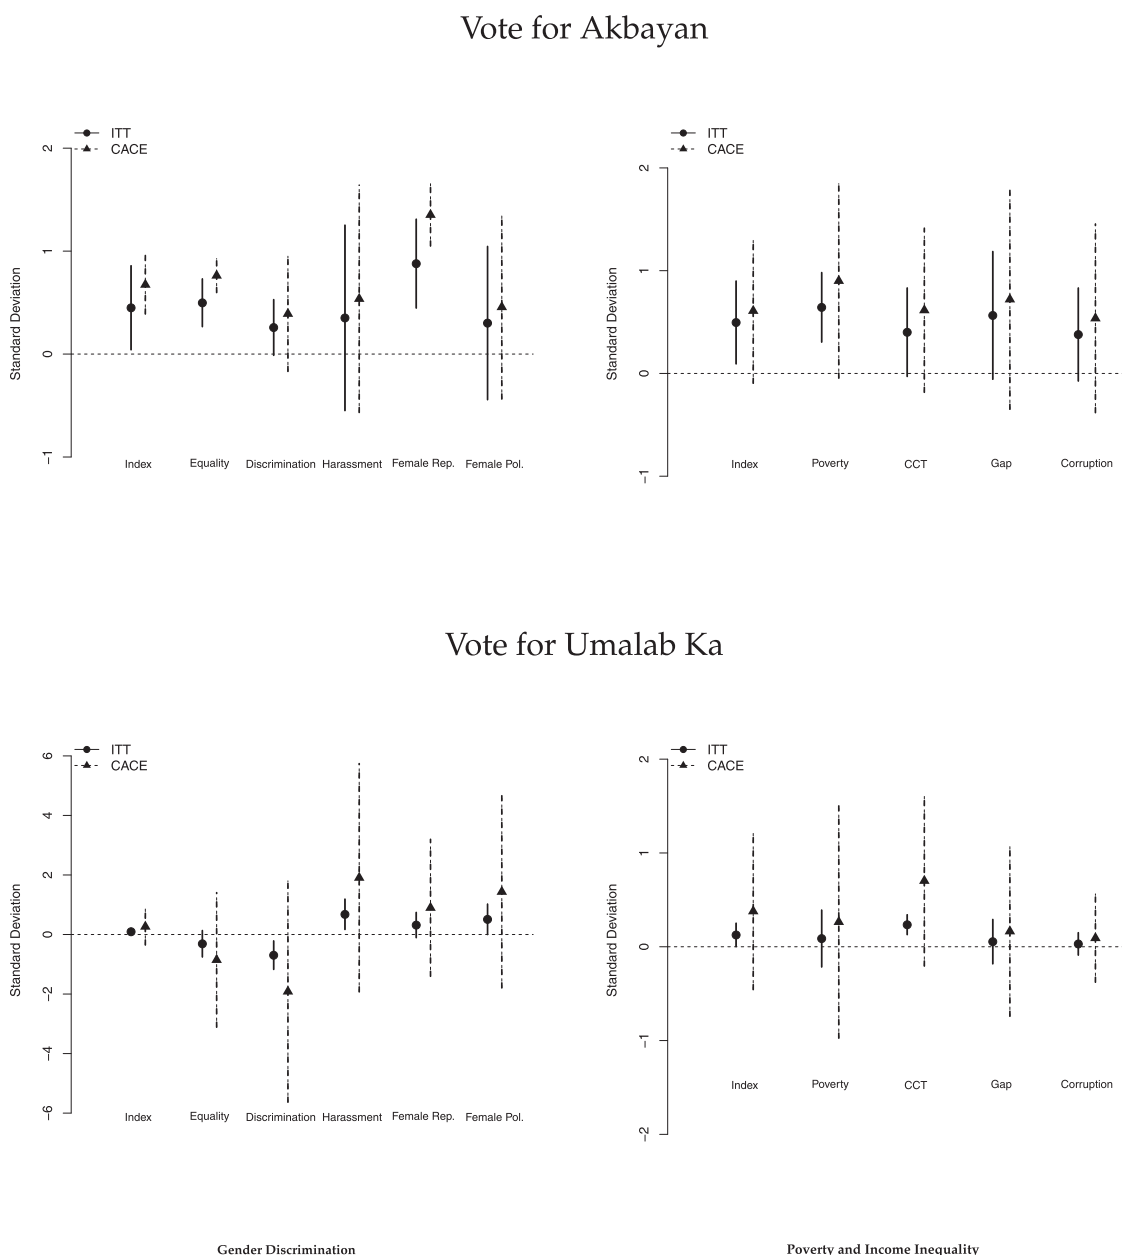 Vote for Akbayan
ITT
CACE
Standard Deviation
2
1
0
−1
Index Equality Discrimination Harassment Female Rep. Female Pol.
ITT
CACE
Standard Deviation
2
1
0
−1
Index Poverty CCT Gap Corruption
Vote for Umalab Ka
ITT
CACE
Standard Deviation
6
4
2
0
−2
−4
−6
Index Equality Discrimination Harassment Female Rep. Female Pol.
ITT
CACE
Standard Deviation
2
1
0
−1
−2
Index Poverty CCT Gap Corruption
Gender Discrimination
Poverty and Income Inequality